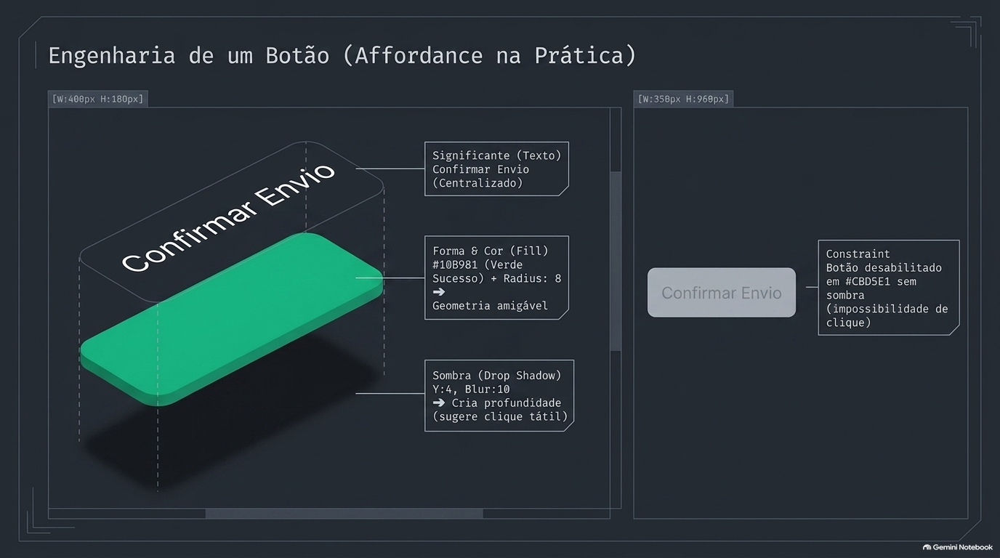 Engenharia de um Botão (Affordance na Prática)
[W:400px H:180px]
Confirmar Envio
Significante (Texto)
Confirmar Envio
(Centralizado)
Forma & Cor (Fill)
#10B981 (Verde
Sucesso) + Radius: 8
➔
Geometria amigável
Sombra (Drop Shadow)
Y:4, Blur:10
➔ Cria profundidade
(sugere clique tátil)
[W:350px H:960px]
Confirmar Envio
Constraint
Botão desabilitado
em #CBD5E1 sem
sombra
(impossibilidade de
clique)
Gemini Notebook